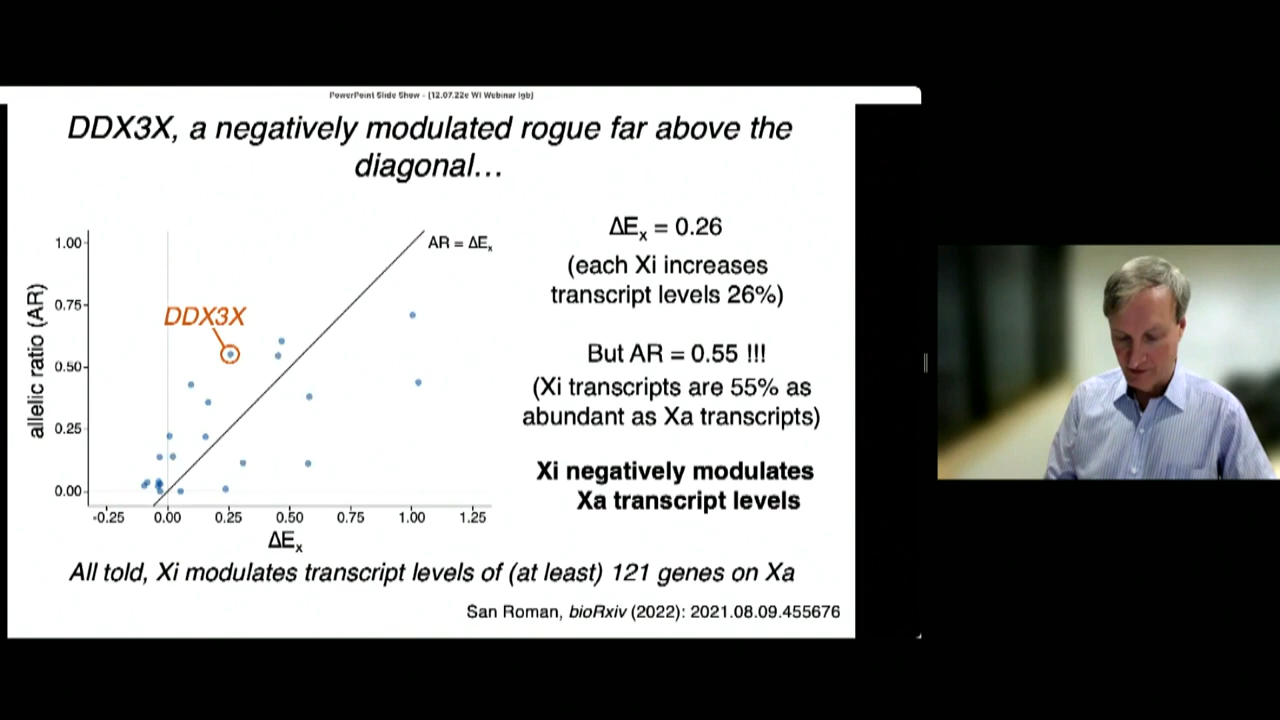 PowerPoint Slide Show - [12.07.22e WI Webinar lgb]
DDX3X, a negatively modulated rogue far above the
diagonal…
1.00
0.75
0.50
0.25
0.00
allelic ratio (AR)
DDX3X
AR = ΔEx
-0.25 0.00 0.25 0.50 0.75 1.00 1.25
ΔEx
ΔEx = 0.26
(each Xi increases
transcript levels 26%)
But AR = 0.55 !!!
(Xi transcripts are 55% as
abundant as Xa transcripts)
Xi negatively modulates
Xa transcript levels
All told, Xi modulates transcript levels of (at least) 121 genes on Xa
San Roman, bioRxiv (2022): 2021.08.09.455676